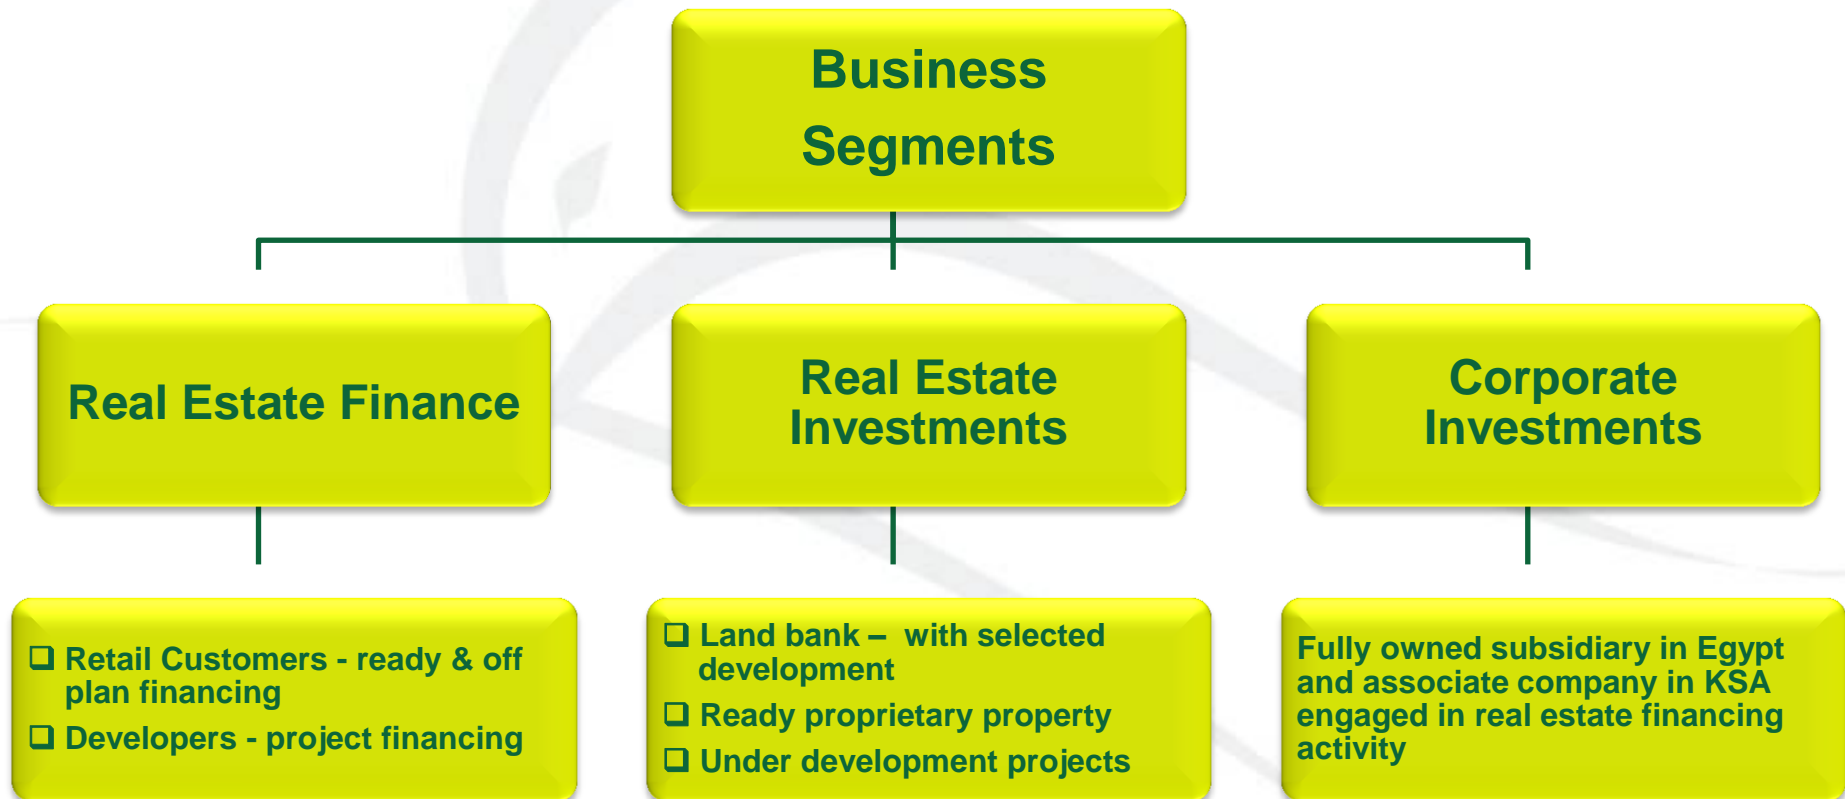 Business
Segments
Real Estate Finance
Real Estate
Investments
Corporate
Investments
❑ Retail Customers - ready & off
plan financing
❑ Developers - project financing
❑ Land bank – with selected
development
❑ Ready proprietary property
❑ Under development projects
Fully owned subsidiary in Egypt
and associate company in KSA
engaged in real estate financing
activity